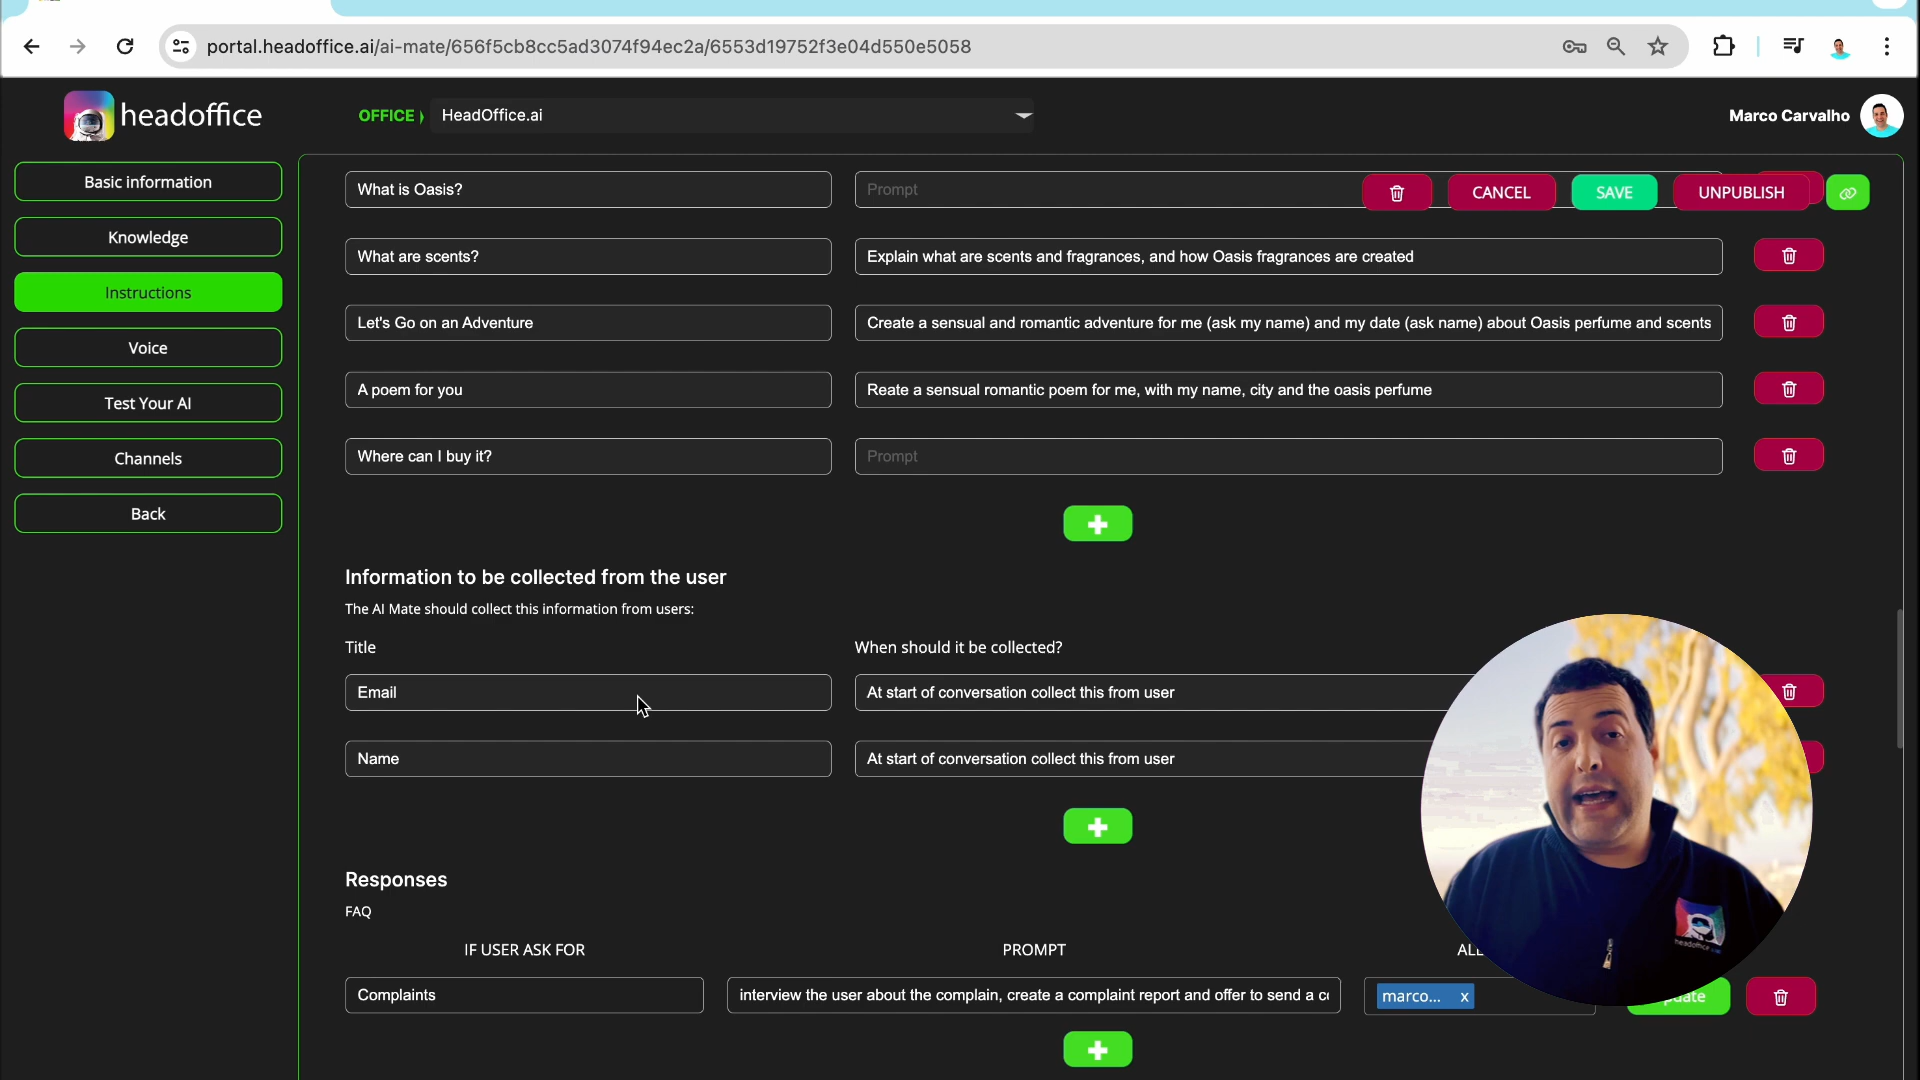 portal.headoffice.ai/ai-mate/656f5cb8cc5ad3074f94ec2a/6553d19752f3e04d550e5058
headoffice
OFFICE
HeadOffice.ai
Marco Carvalho
Basic information
Knowledge
Instructions
Voice
Test Your AI
Channels
Back
What is Oasis?
Prompt
CANCEL
SAVE
UNPUBLISH
What are scents?
Explain what are scents and fragrances, and how Oasis fragrances are created
Let's Go on an Adventure
Create a sensual and romantic adventure for me (ask my name) and my date (ask name) about Oasis perfume and scents
A poem for you
Reate a sensual romantic poem for me, with my name, city and the oasis perfume
Where can I buy it?
Prompt
Information to be collected from the user
The AI Mate should collect this information from users:
Title
When should it be collected?
Email
At start of conversation collect this from user
Name
At start of conversation collect this from user
Responses
FAQ
IF USER ASK FOR
PROMPT
Complaints
interview the user about the complain, create a complaint report and offer to send a
marco... x